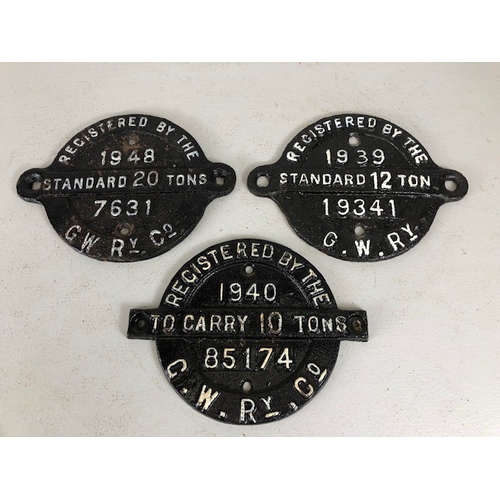 REGISTERED BY THE
1948
STANDARD 20 TONS
7631
G.W. RY. CO
REGISTERED BY THE
1939
STANDARD 12 TON
19341
G.W.RY.
REGISTERED BY THE
1940
TO CARRY 10 TONS
85174
G.W.RY.CO